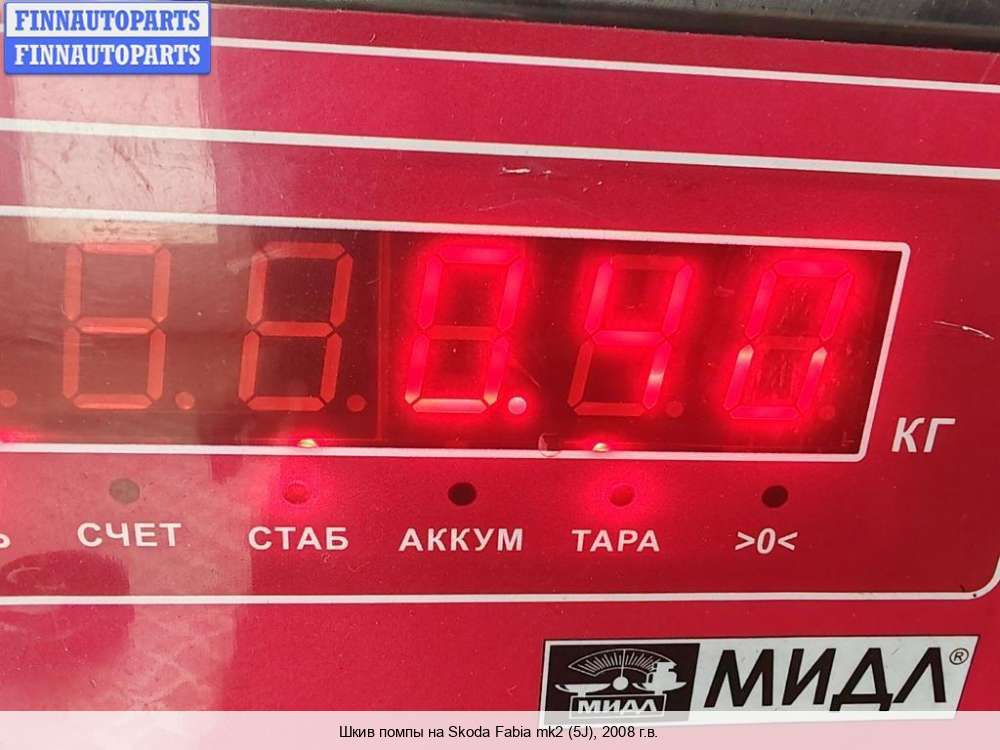 FINNAUTOPARTS
FINNAUTOPARTS
0.40
КГ
СЧЕТ СТАБ АККУМ ТАРА >0<
МИДЛ МИДЛ®
Шкив помпы на Skoda Fabia mk2 (5J), 2008 г.в.